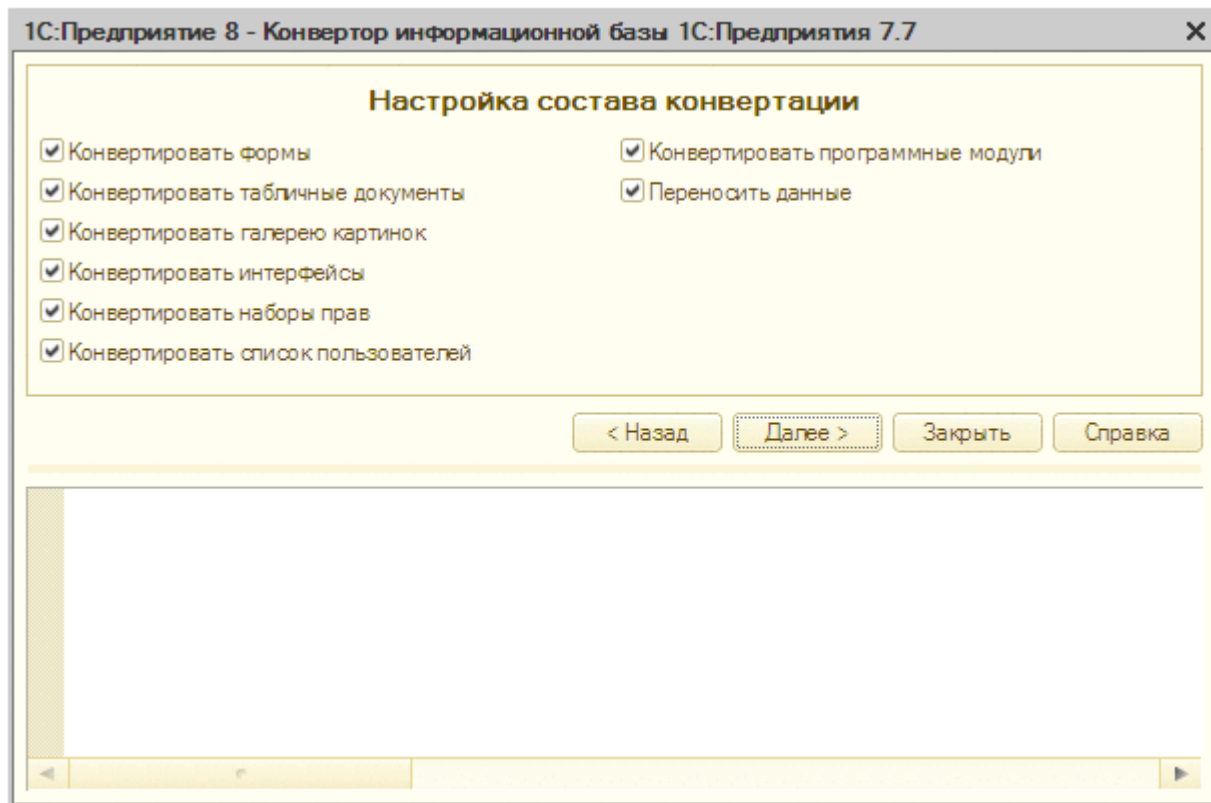 1С:Предприятие 8 - Конвертор информационной базы 1С:Предприятия 7.7
Настройка состава конвертации
Конвертировать формы
Конвертировать программные модули
Конвертировать табличные документы
Переносить данные
Конвертировать галерею картинок
Конвертировать интерфейсы
Конвертировать наборы прав
Конвертировать список пользователей
< Назад
Далее >
Закрыть
Справка